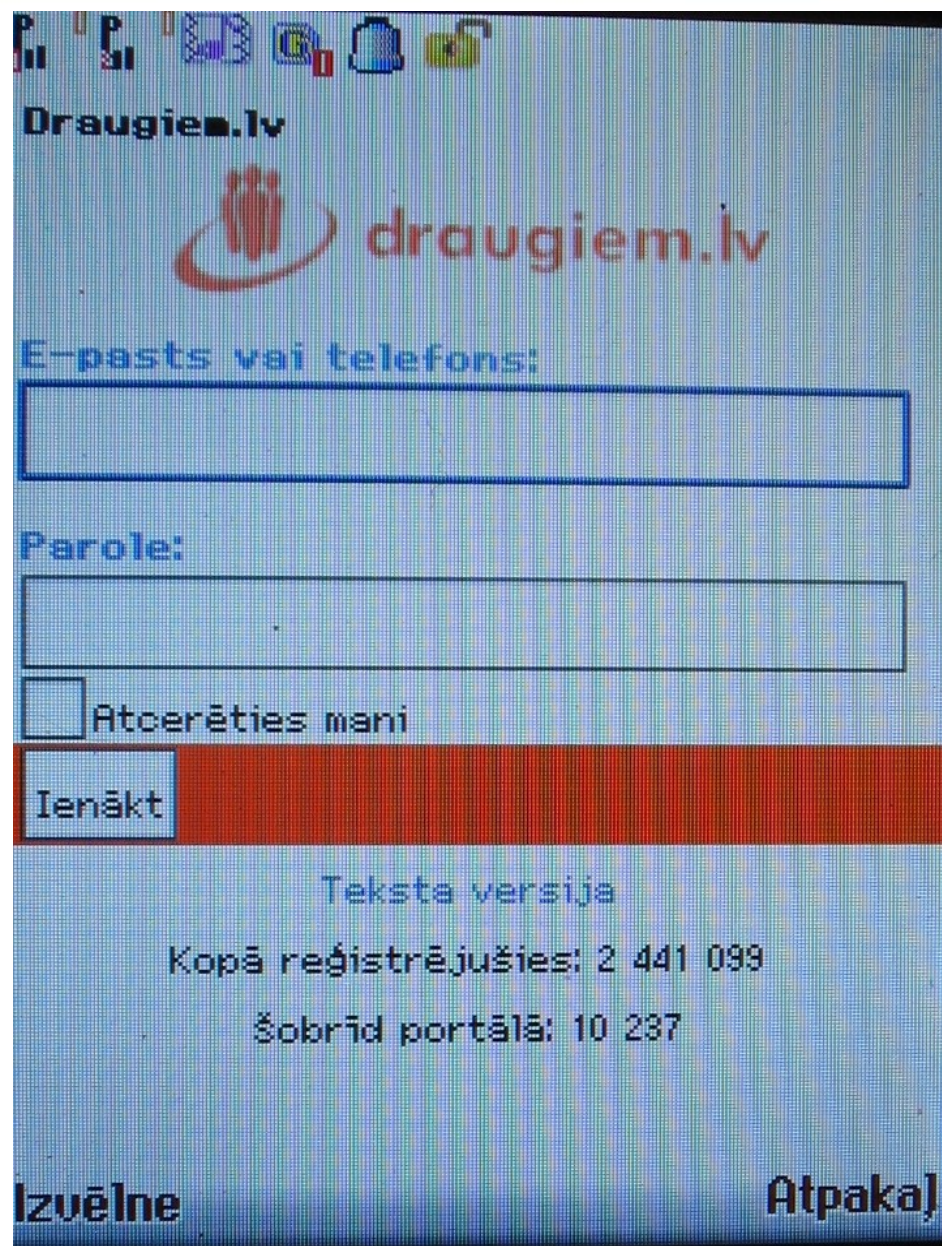 Draugiem.lv
draugiem.lv
E-pasts vai telefons:
Parole:
Atcerēties mani
Ienākt
Teksta versija
Kopā reģistrējušies: 2 441 099
Šobrīd portālā: 10 237
Izvēlne Atpakaļ